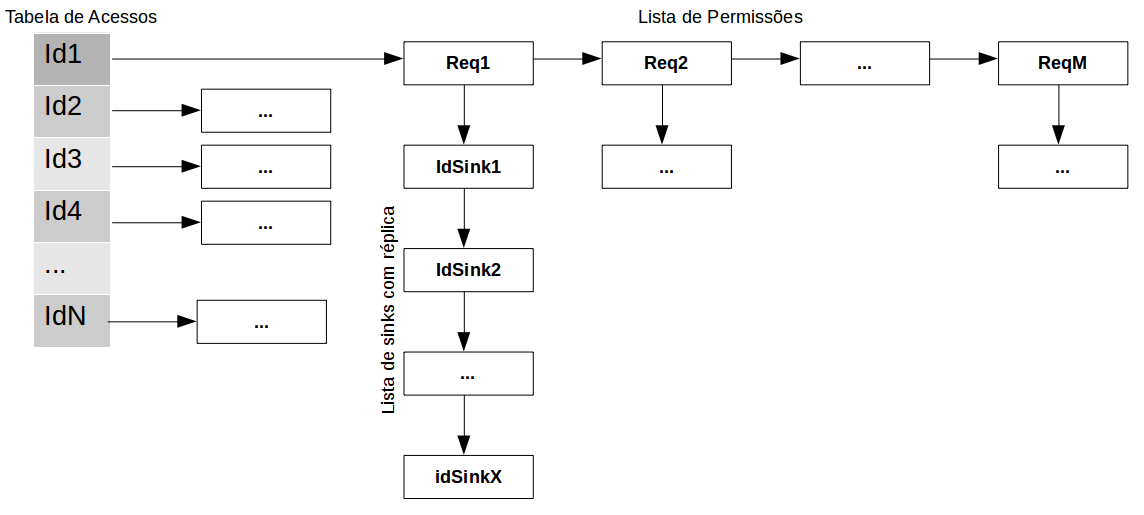 Tabela de Acessos
Lista de Permissões
Id1
Req1
Req2
...
ReqM
Id2
...
Id3
...
IdSink1
...
...
Id4
...
Lista de sinks com réplica
IdSink2
...
IdN
...
...
idSinkX